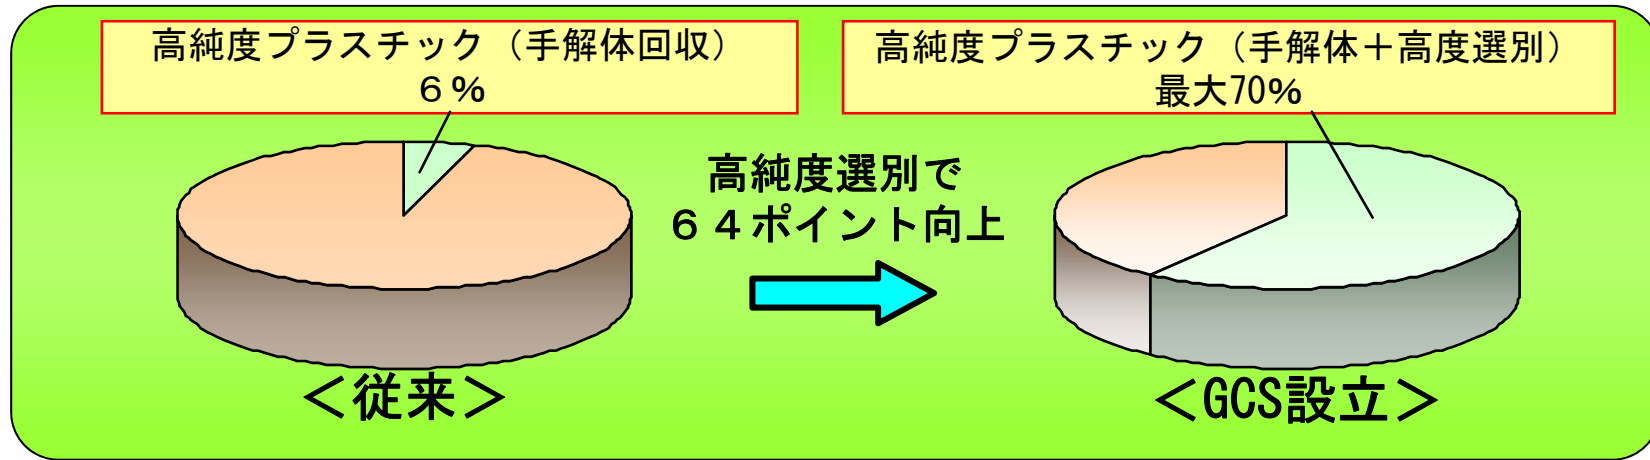 高純度プラスチック（手解体回収）
６％
高純度プラスチック（手解体＋高度選別）
最大70％
高純度選別で
６４ポイント向上
＜従来＞
＜GCS設立＞